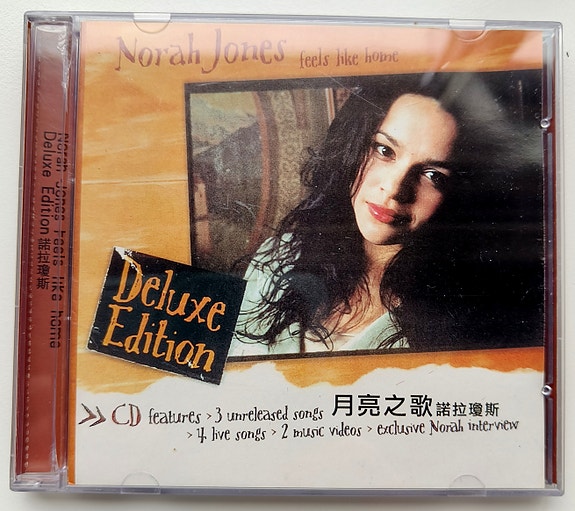 Norah Jones feels like home
Deluxe
Edition
>> CD features > 3 unreleased songs 月亮之歌 諾拉瓊斯
> 4 live songs > 2 music videos > exclusive Norah interview
Norah Jones Feels like home
Deluxe Edition 諾拉瓊斯